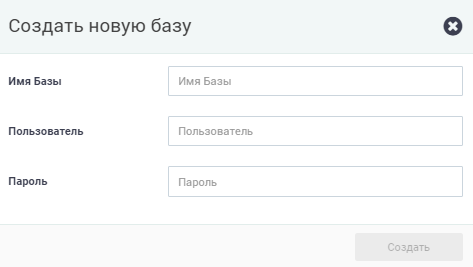 Создать новую базу
Имя Базы Имя Базы
Пользователь Пользователь
Пароль Пароль
Создать